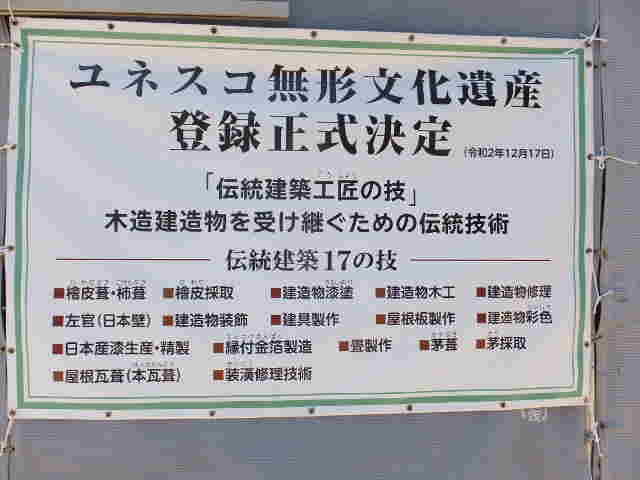 ユネスコ無形文化遺産
登録正式決定 (令和2年12月17日)
「伝統建築工匠の技」
木造建造物を受け継ぐための伝統技術
伝統建築17の技
■檜皮葺・杮葺 ■檜皮採取 ■建造物漆塗 ■建造物木工 ■建造物修理
■左官(日本壁) ■建造物装飾 ■建具製作 ■屋根板製作 ■建造物彩色
■日本産漆生産・精製 ■縁付金箔製造 ■畳製作 ■茅葺 ■茅採取
■屋根瓦葺(本瓦葺) ■装潢修理技術